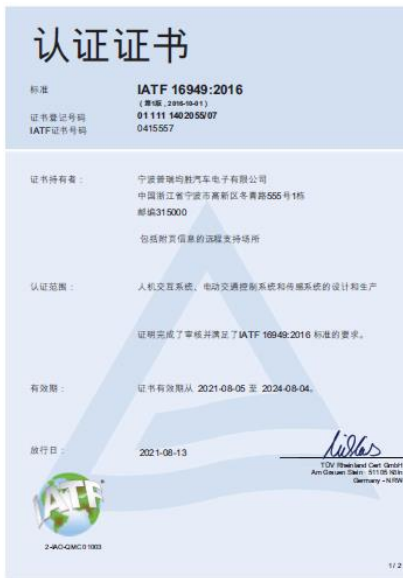 认证证书
标准 IATF 16949:2016
(第1版,2016-10-01)
证书登记号码 01 111 1402055/07
IATF证书号码 0415557
证书持有者: 宁波普瑞均胜汽车电子有限公司
中国浙江省宁波市高新区冬青路555号1栋
邮编315000
包括附页信息的远程支持场所
认证范围: 人机交互系统、电动交通控制系统和传感系统的设计和生产
证明完成了审核并满足了IATF 16949:2016 标准的要求。
有效期: 证书有效期从 2021-08-05 至 2024-08-04。
放行日: 2021-08-13
TÜV Rheinland Cert GmbH
Am Grauen Stein · 51105 Köln
Germany - NRW
IATF
2-IAO-QMC01003
1/2